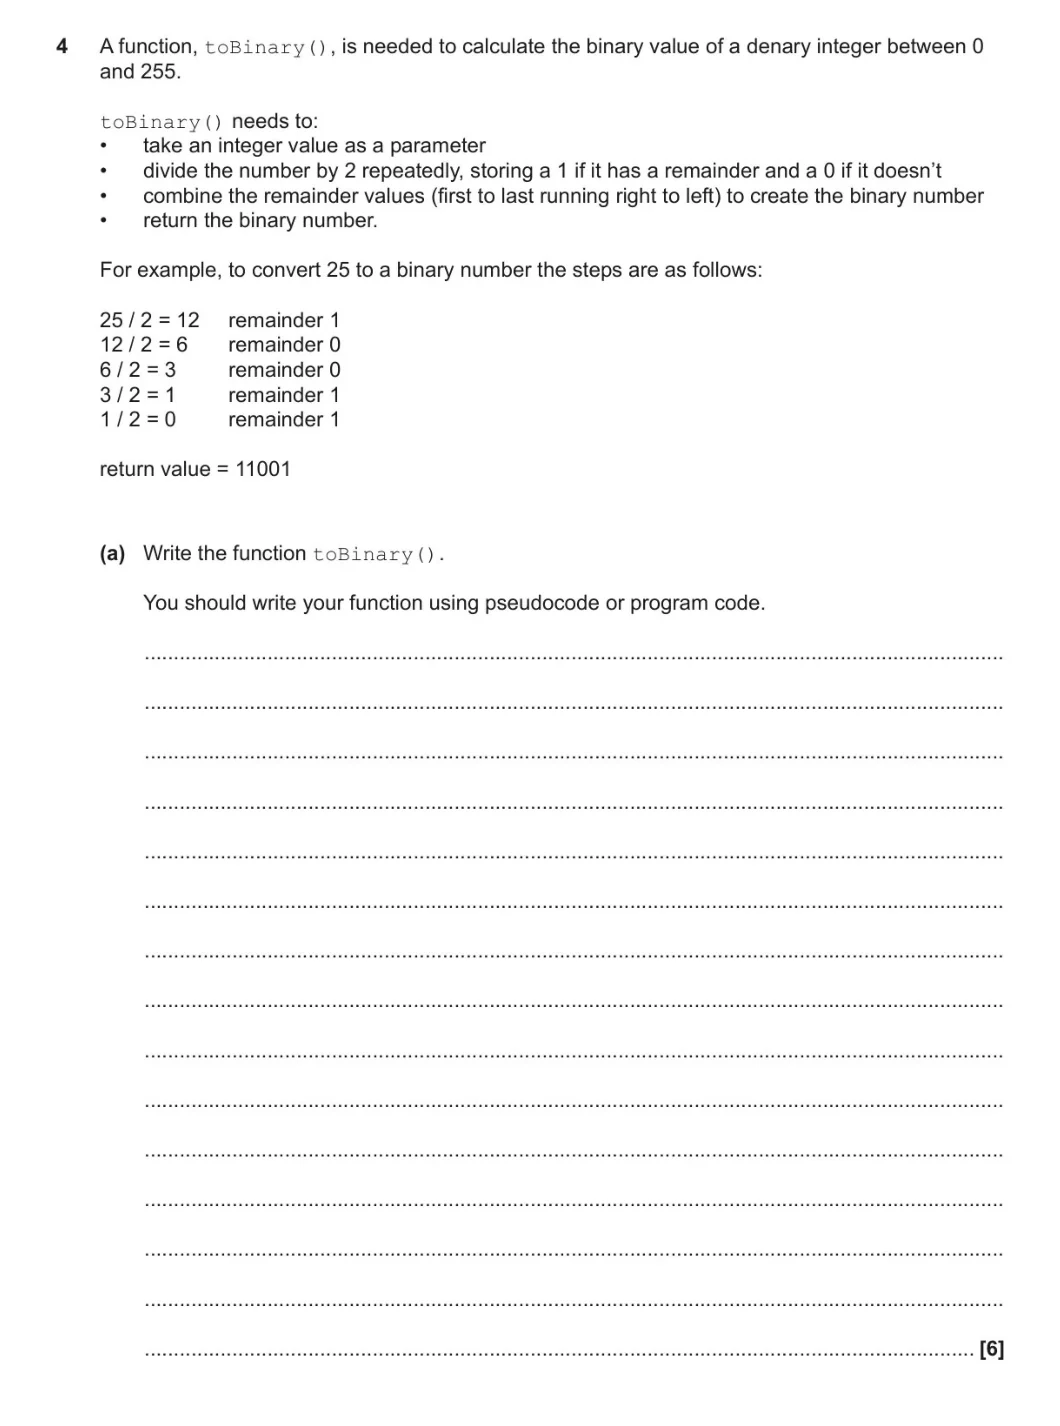 4 A function, toBinary(), is needed to calculate the binary value of a denary integer between 0
and 255.
toBinary() needs to:
• take an integer value as a parameter
• divide the number by 2 repeatedly, storing a 1 if it has a remainder and a 0 if it doesn't
• combine the remainder values (first to last running right to left) to create the binary number
• return the binary number.
For example, to convert 25 to a binary number the steps are as follows:
25 / 2 = 12 remainder 1
12 / 2 = 6 remainder 0
6 / 2 = 3 remainder 0
3 / 2 = 1 remainder 1
1 / 2 = 0 remainder 1
return value = 11001
(a) Write the function toBinary().
You should write your function using pseudocode or program code.
[6]